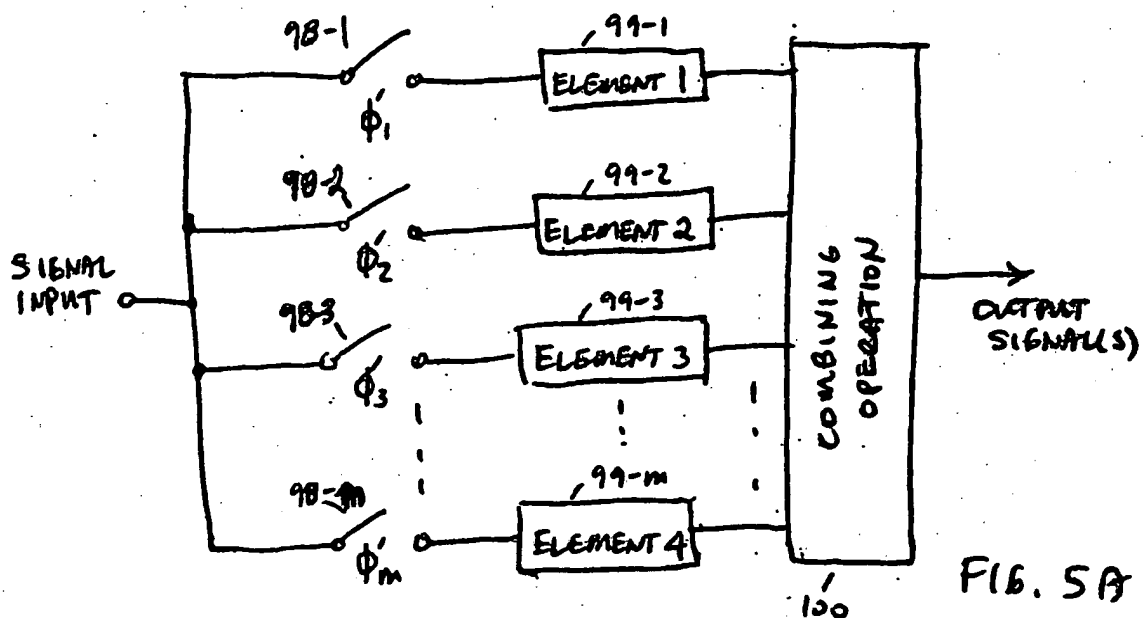 98-1
99-1
ELEMENT 1
ϕ'1
98-2
99-2
ELEMENT 2
ϕ'2
SIGNAL
INPUT
98-3
99-3
ELEMENT 3
ϕ'3
98-m
99-m
ELEMENT 4
ϕ'm
COMBINING
OPERATION
100
OUTPUT
SIGNAL(S)
FIG. 5A